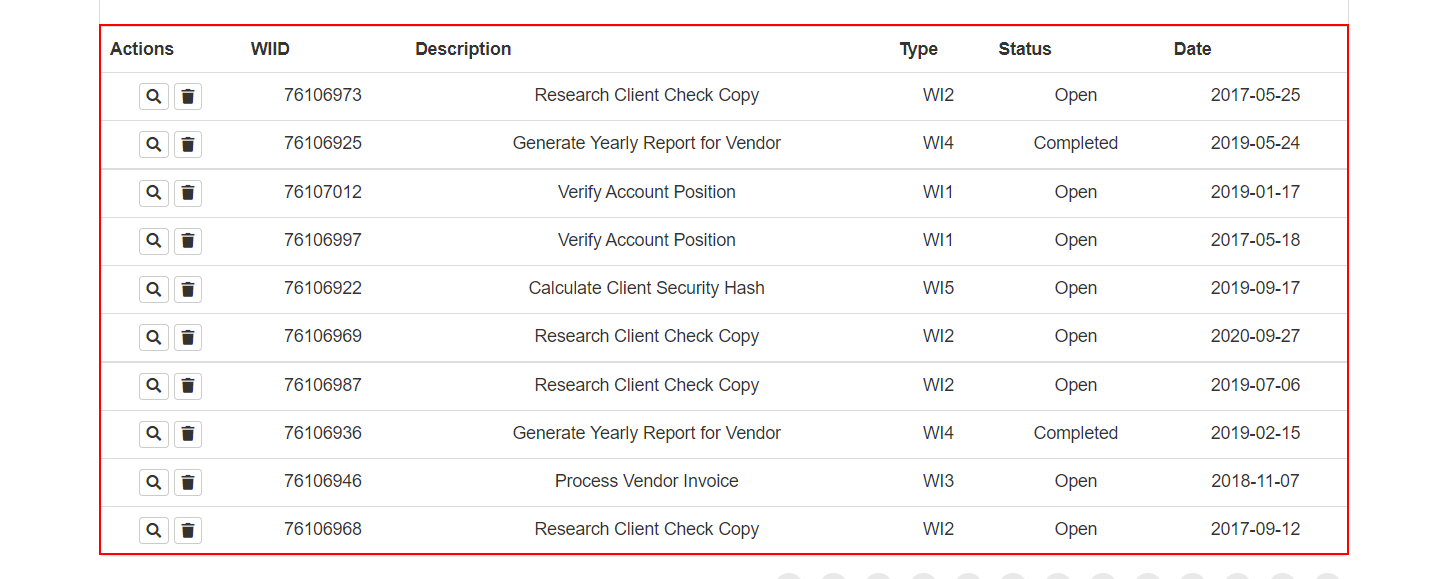 Actions WIID Description Type Status Date
76106973 Research Client Check Copy WI2 Open 2017-05-25
76106925 Generate Yearly Report for Vendor WI4 Completed 2019-05-24
76107012 Verify Account Position WI1 Open 2019-01-17
76106997 Verify Account Position WI1 Open 2017-05-18
76106922 Calculate Client Security Hash WI5 Open 2019-09-17
76106969 Research Client Check Copy WI2 Open 2020-09-27
76106987 Research Client Check Copy WI2 Open 2019-07-06
76106936 Generate Yearly Report for Vendor WI4 Completed 2019-02-15
76106946 Process Vendor Invoice WI3 Open 2018-11-07
76106968 Research Client Check Copy WI2 Open 2017-09-12